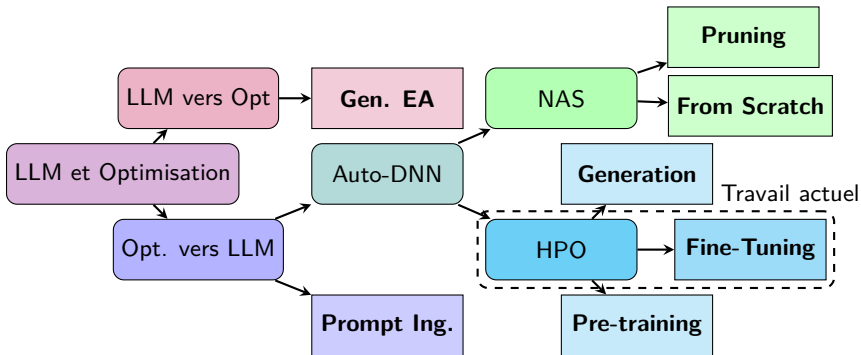 Pruning
LLM vers Opt
Gen. EA
NAS
From Scratch
LLM et Optimisation
Auto-DNN
Generation
Travail actuel
Opt. vers LLM
HPO
Fine-Tuning
Prompt Ing.
Pre-training